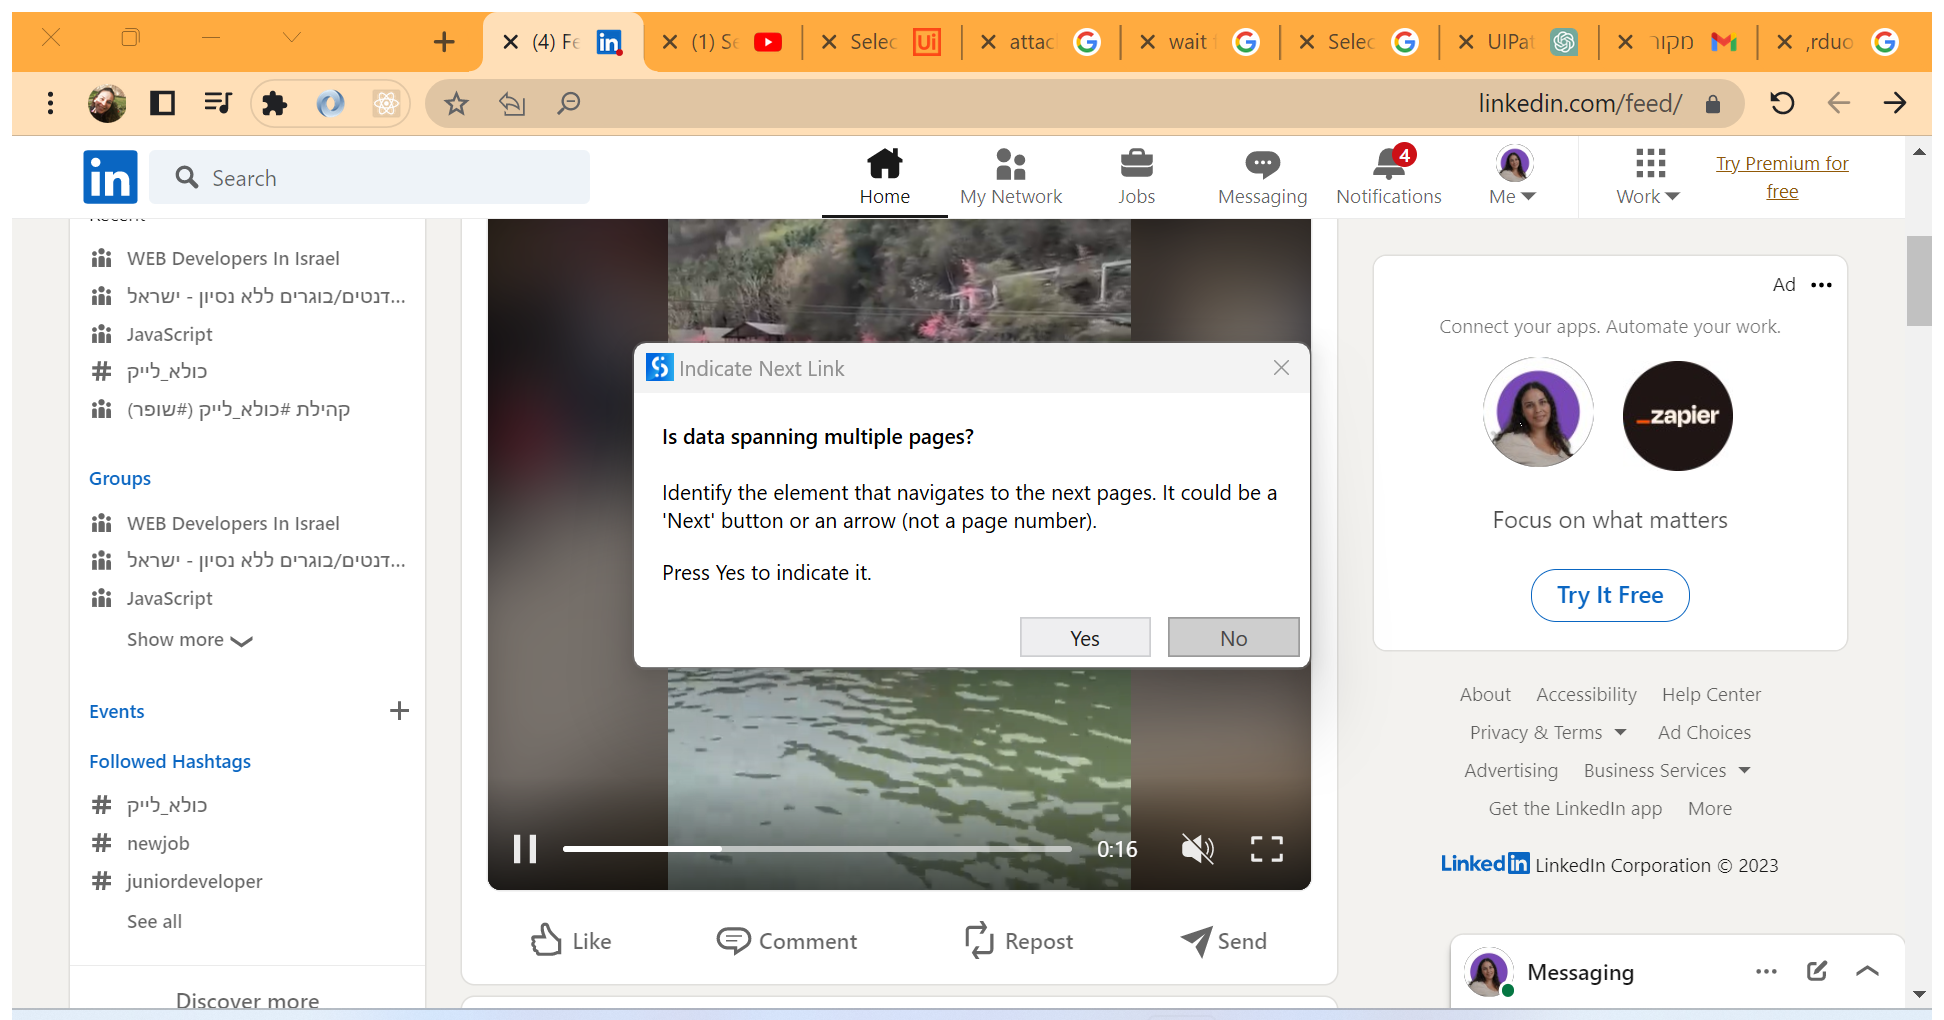 (4) Fe
(1) Se
Selec
attac
wait
Selec
UIPat
מקור
rduo,
linkedin.com/feed/
in
Search
Home
My Network
Jobs
Messaging
4
Notifications
Me
Work
Try Premium for
free
Recent
WEB Developers In Israel
דנטים/בוגרים ללא נסיון - ישראל...
JavaScript
כולא_לייק
קהילת #כולא_לייק (#שופר)
Groups
WEB Developers In Israel
דנטים/בוגרים ללא נסיון - ישראל...
JavaScript
Show more
Events
Followed Hashtags
כולא_לייק
newjob
juniordeveloper
See all
Discover more
Indicate Next Link
Is data spanning multiple pages?
Identify the element that navigates to the next pages. It could be a
'Next' button or an arrow (not a page number).
Press Yes to indicate it.
Yes
No
0:16
Like
Comment
Repost
Send
Ad
Connect your apps. Automate your work.
_zapier
Focus on what matters
Try It Free
About Accessibility Help Center
Privacy & Terms Ad Choices
Advertising Business Services
Get the LinkedIn app More
LinkedIn LinkedIn Corporation © 2023
Messaging